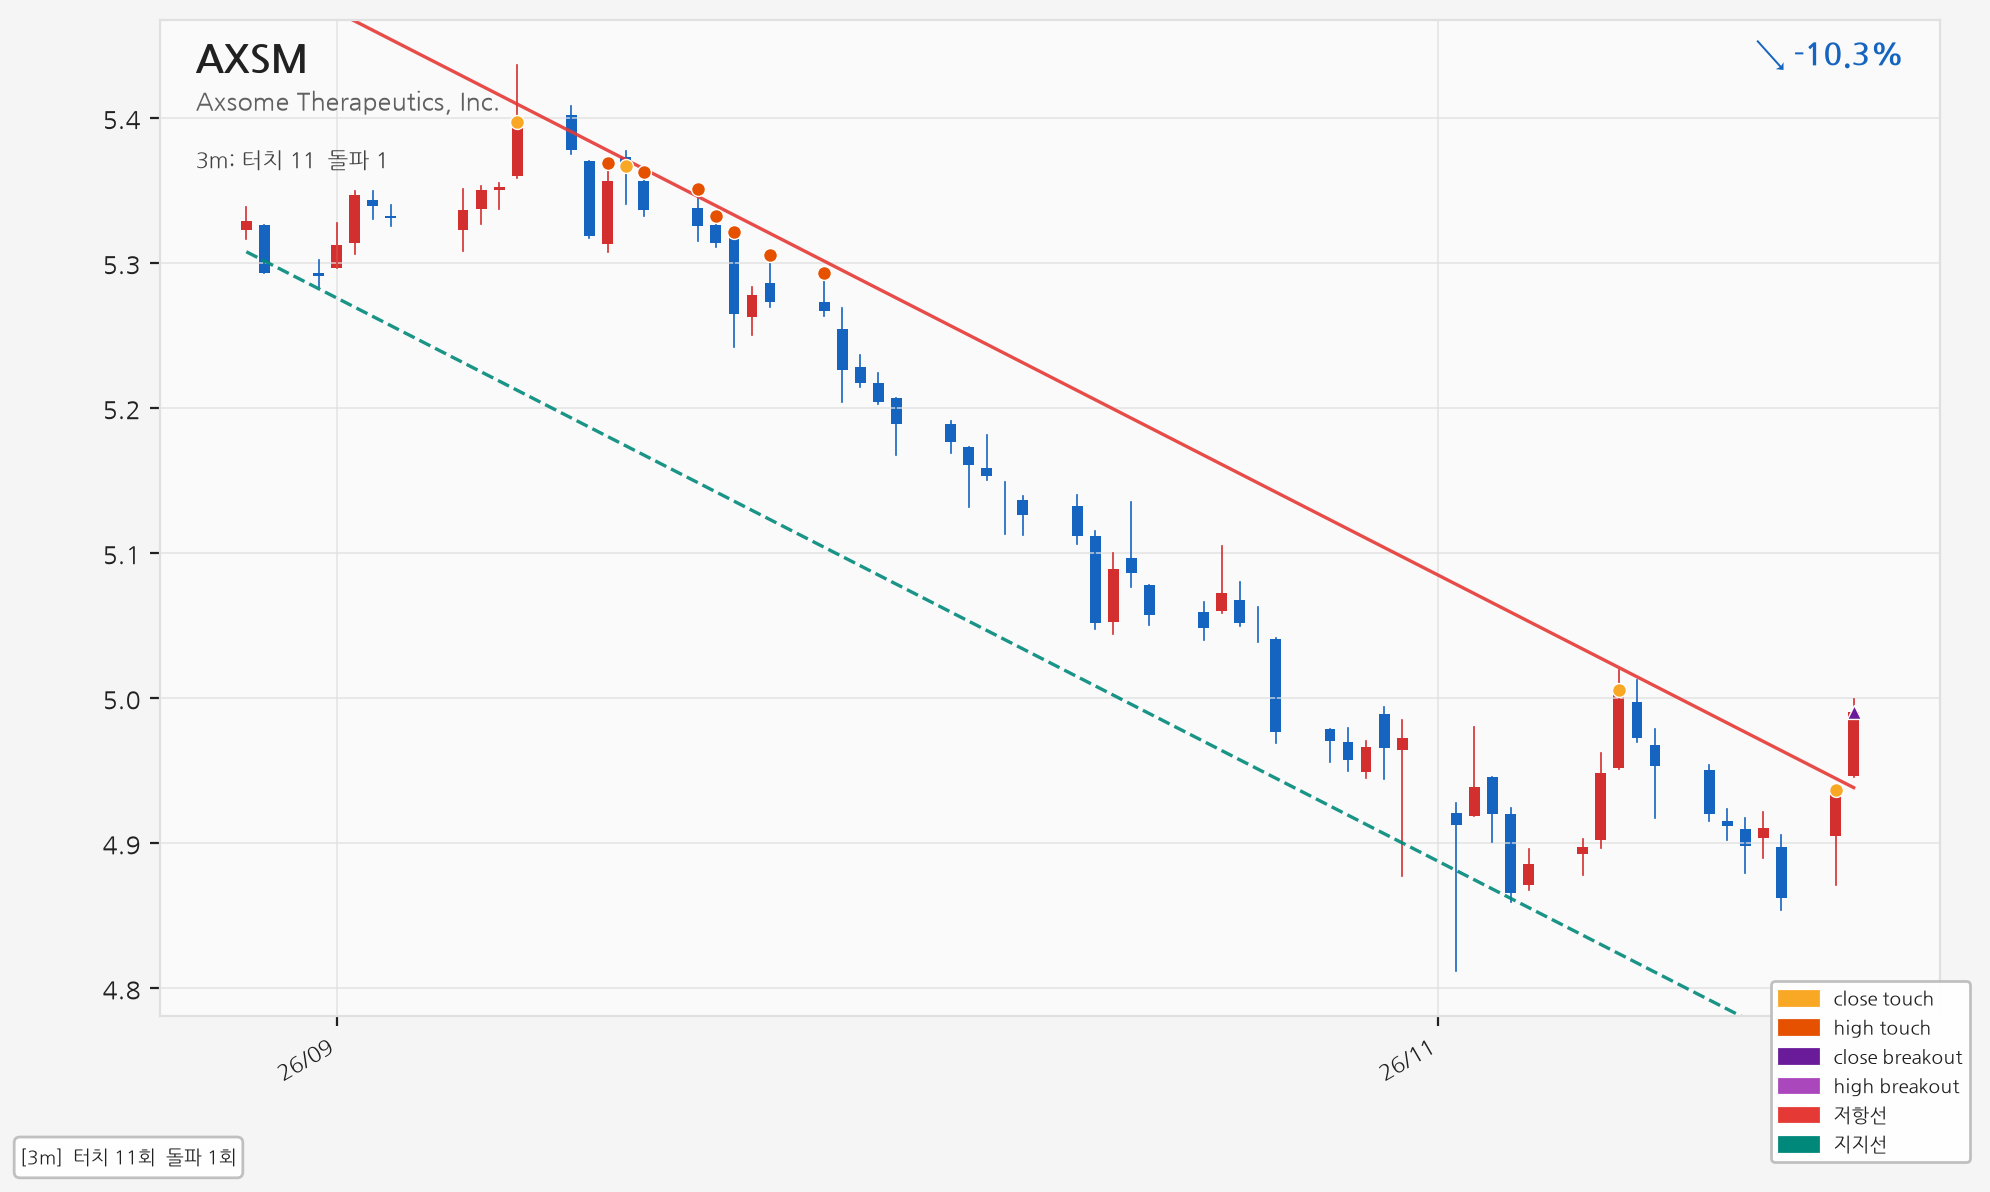 AXSM
Axsome Therapeutics, Inc.
3m: 터치 11 돌파 1
-10.3%
5.4
5.3
5.2
5.1
5.0
4.9
4.8
26/09
26/11
close touch
high touch
close breakout
high breakout
저항선
지지선
[3m] 터치 11회 돌파 1회